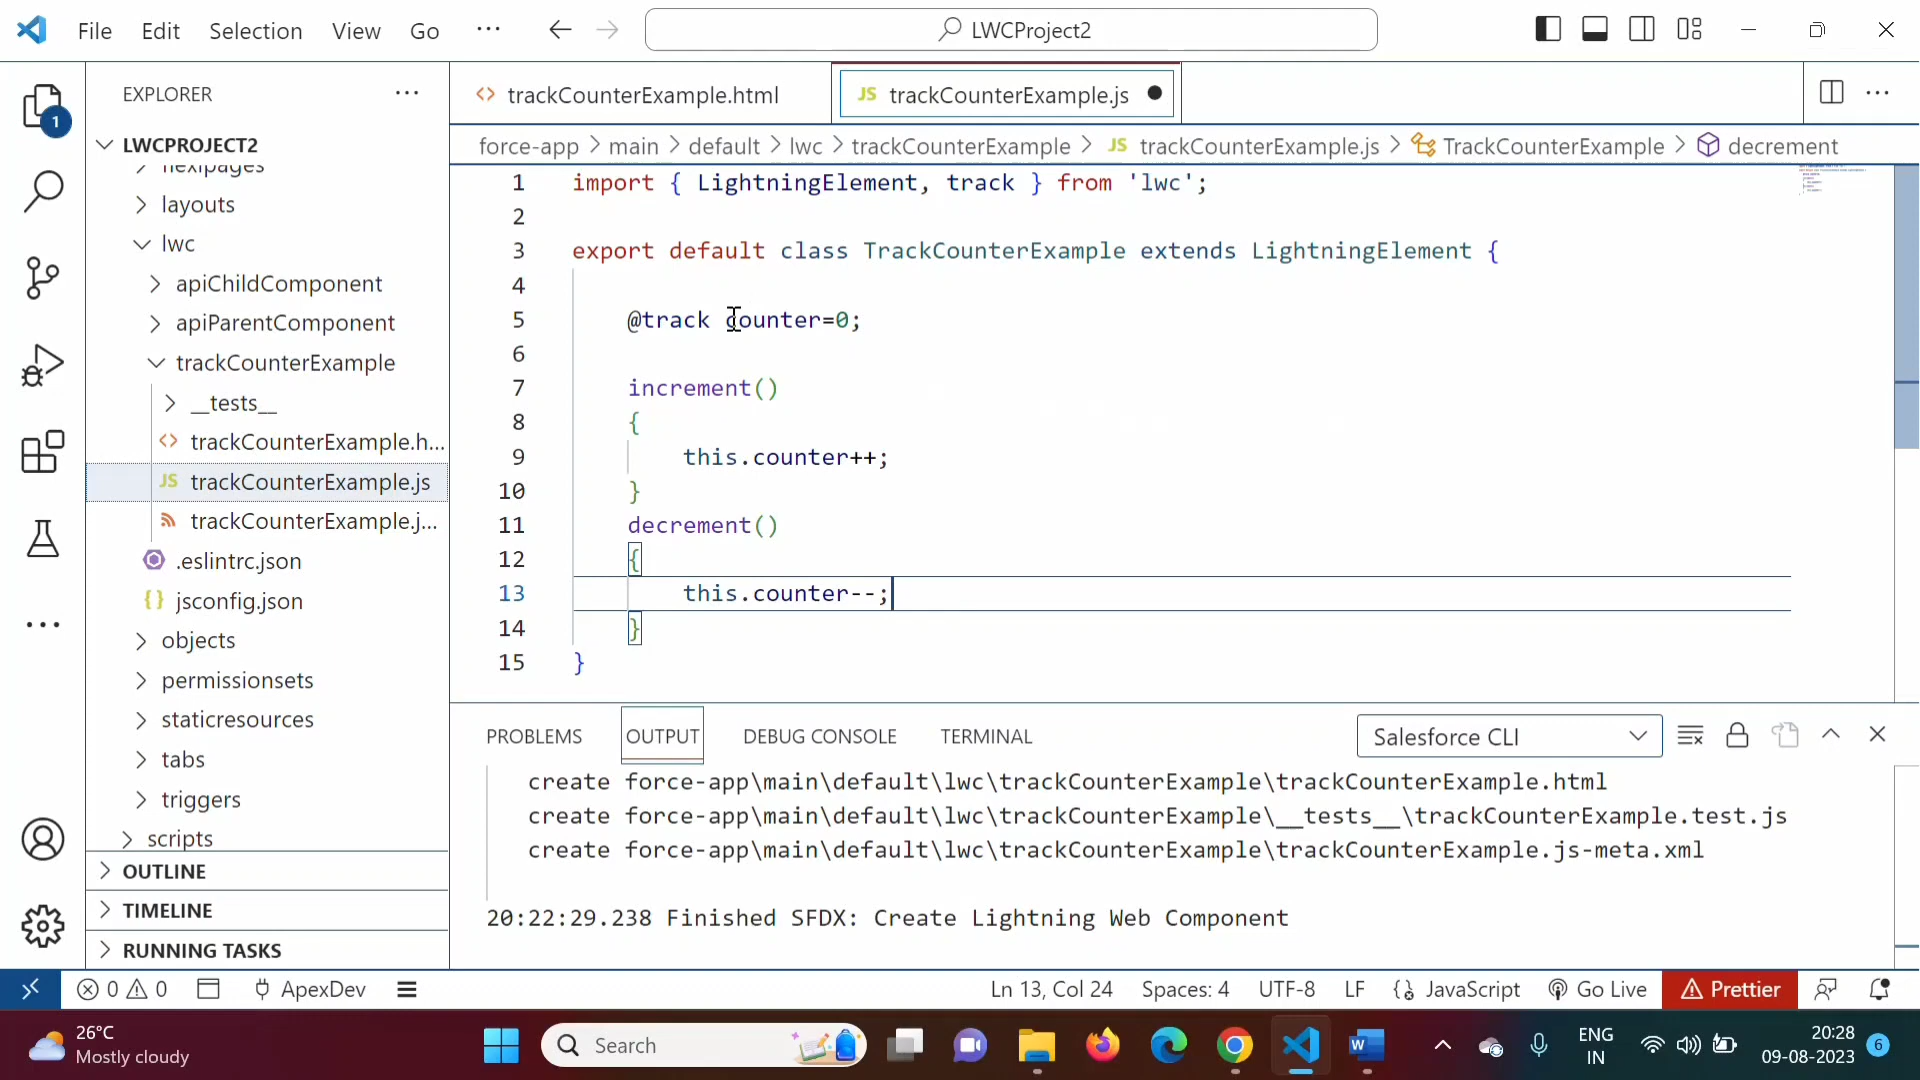 File Edit Selection View Go ··· LWCProject2
EXPLORER ···
LWCPROJECT2
flexipages
layouts
lwc
apiChildComponent
apiParentComponent
trackCounterExample
__tests__
trackCounterExample.h...
JS trackCounterExample.js
trackCounterExample.j...
.eslintrc.json
{} jsconfig.json
objects
permissionsets
staticresources
tabs
triggers
scripts
OUTLINE
TIMELINE
RUNNING TASKS
1
<> trackCounterExample.html JS trackCounterExample.js
force-app > main > default > lwc > trackCounterExample > JS trackCounterExample.js > TrackCounterExample > decrement
1 import { LightningElement, track } from 'lwc';
2
3 export default class TrackCounterExample extends LightningElement {
4
5 @track counter=0;
6
7 increment()
8 {
9 this.counter++;
10 }
11 decrement()
12 {
13 this.counter--;
14 }
15 }
PROBLEMS OUTPUT DEBUG CONSOLE TERMINAL Salesforce CLI
create force-app\main\default\lwc\trackCounterExample\trackCounterExample.html
create force-app\main\default\lwc\trackCounterExample\__tests__\trackCounterExample.test.js
create force-app\main\default\lwc\trackCounterExample\trackCounterExample.js-meta.xml
20:22:29.238 Finished SFDX: Create Lightning Web Component
0 0 ApexDev Ln 13, Col 24 Spaces: 4 UTF-8 LF JavaScript Go Live Prettier
26°C
Mostly cloudy
Search
ENG
IN
20:28
09-08-2023
6